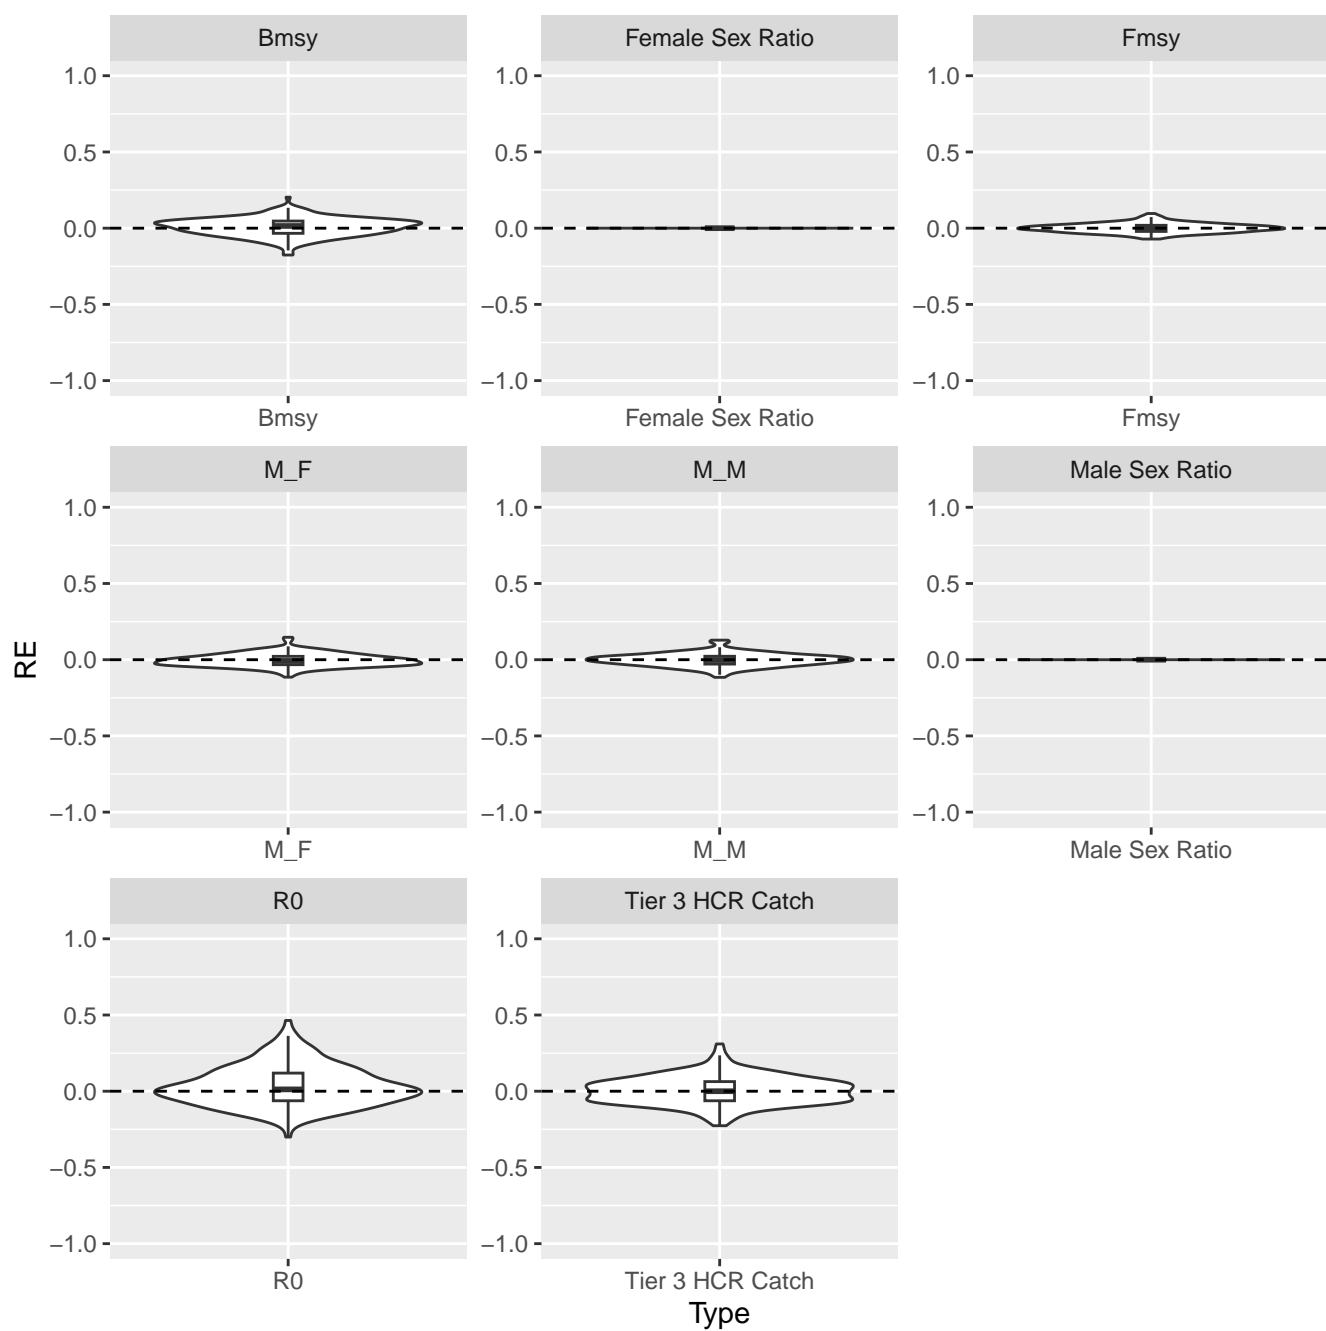 Bmsy Female Sex Ratio Fmsy
1.0 1.0 1.0
0.5 0.5 0.5
0.0 0.0 0.0
−0.5 −0.5 −0.5
−1.0 −1.0 −1.0
Bmsy Female Sex Ratio Fmsy
M_F M_M Male Sex Ratio
1.0 1.0 1.0
0.5 0.5 0.5
RE
0.0 0.0 0.0
−0.5 −0.5 −0.5
−1.0 −1.0 −1.0
M_F M_M Male Sex Ratio
R0 Tier 3 HCR Catch
1.0 1.0
0.5 0.5
0.0 0.0
−0.5 −0.5
−1.0 −1.0
R0 Tier 3 HCR Catch
Type